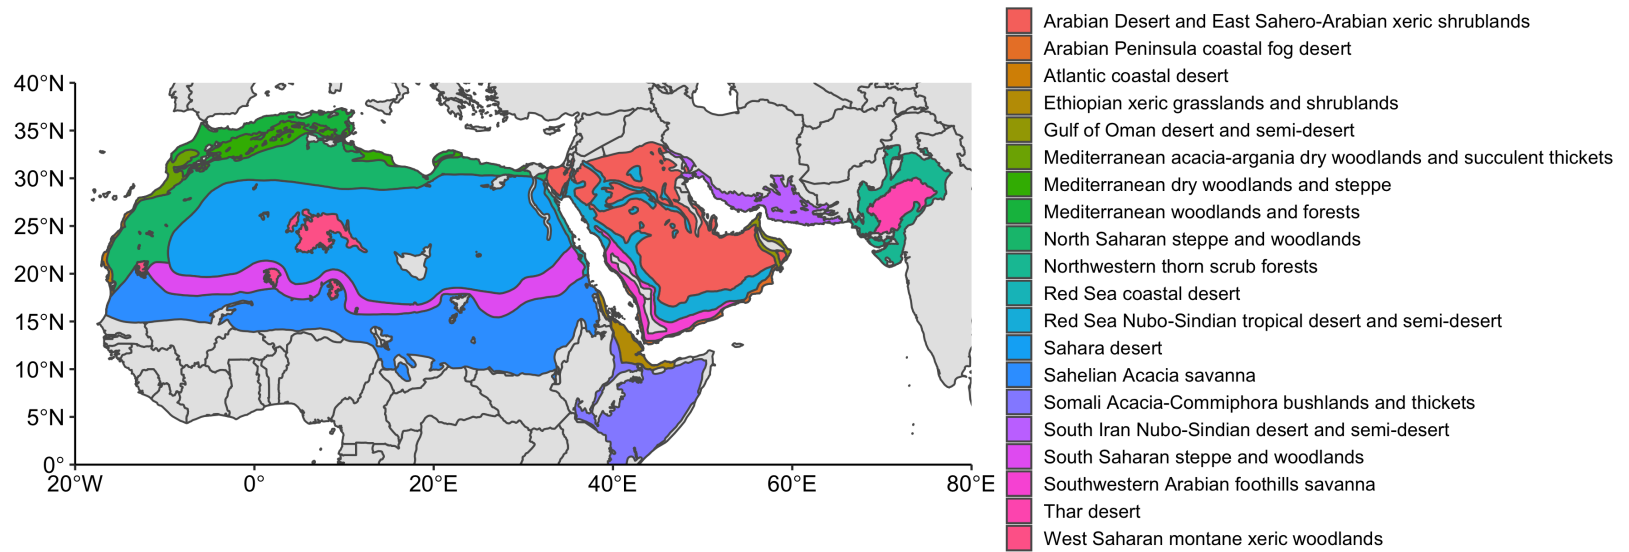 40°N
35°N
30°N
25°N
20°N
15°N
10°N
5°N
0°
20°W
0°
20°E
40°E
60°E
80°E
Arabian Desert and East Sahero-Arabian xeric shrublands
Arabian Peninsula coastal fog desert
Atlantic coastal desert
Ethiopian xeric grasslands and shrublands
Gulf of Oman desert and semi-desert
Mediterranean acacia-argania dry woodlands and succulent thickets
Mediterranean dry woodlands and steppe
Mediterranean woodlands and forests
North Saharan steppe and woodlands
Northwestern thorn scrub forests
Red Sea coastal desert
Red Sea Nubo-Sindian tropical desert and semi-desert
Sahara desert
Sahelian Acacia savanna
Somali Acacia-Commiphora bushlands and thickets
South Iran Nubo-Sindian desert and semi-desert
South Saharan steppe and woodlands
Southwestern Arabian foothills savanna
Thar desert
West Saharan montane xeric woodlands